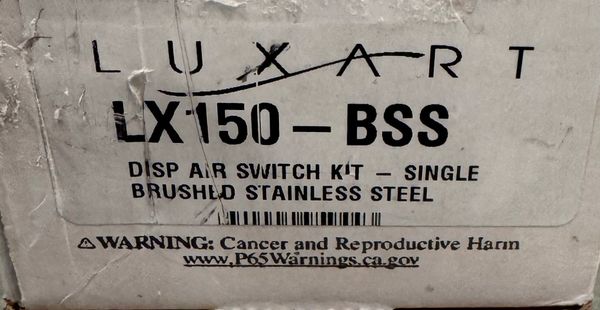 LUXART
LX150-BSS
DISP AIR SWITCH KIT - SINGLE
BRUSHED STAINLESS STEEL
⚠WARNING: Cancer and Reproductive Harm
www.P65Warnings.ca.gov